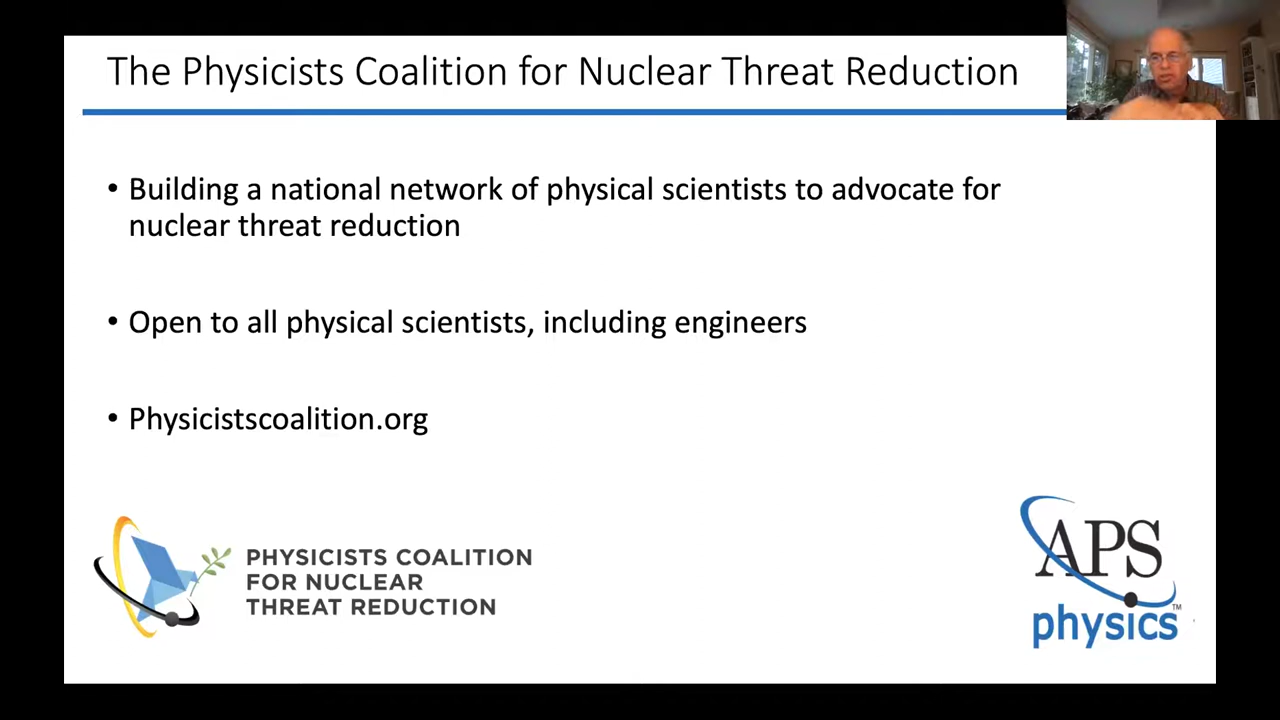 The Physicists Coalition for Nuclear Threat Reduction
• Building a national network of physical scientists to advocate for
nuclear threat reduction
• Open to all physical scientists, including engineers
• Physicistscoalition.org
PHYSICISTS COALITION
FOR NUCLEAR
THREAT REDUCTION
APS
physics™